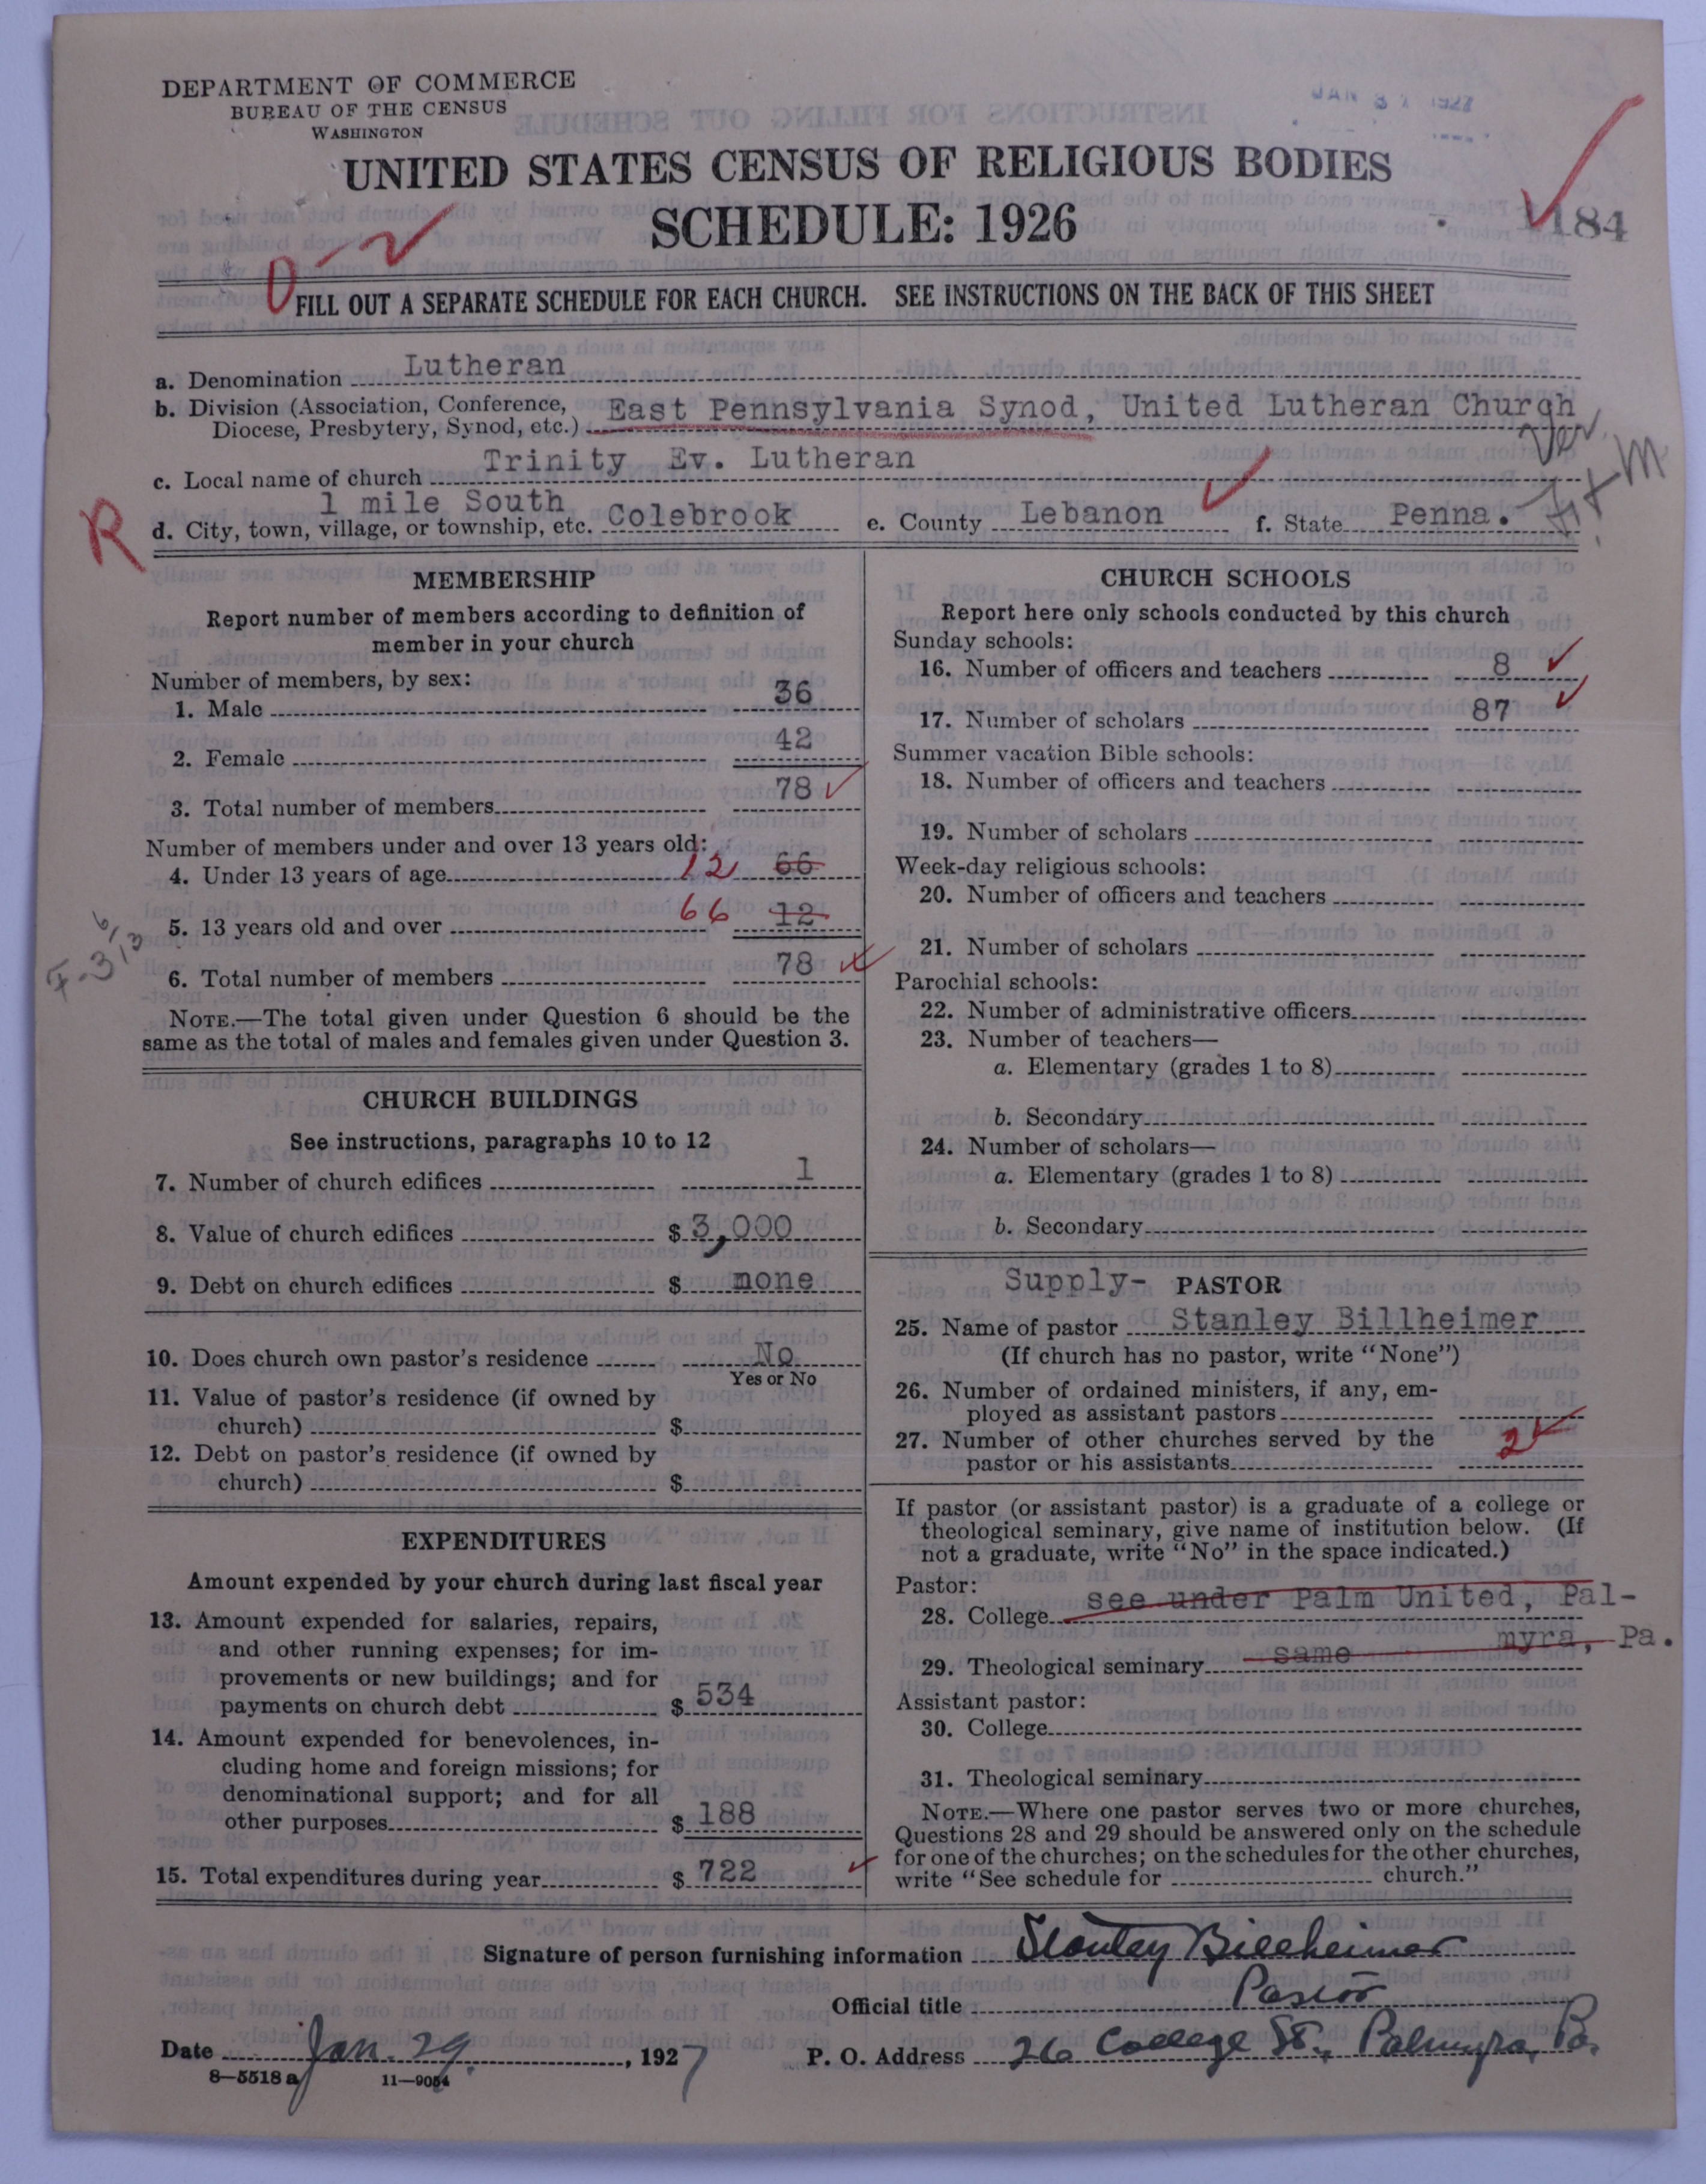 DEPARTMENT OF COMMERCE
BUREAU OF THE CENSUS
WASHINGTON
UNITED STATES CENSUS OF RELIGIOUS BODIES
SCHEDULE: 1926
184
FILL OUT A SEPARATE SCHEDULE FOR EACH CHURCH. SEE INSTRUCTIONS ON THE BACK OF THIS SHEET
a. Denomination Lutheran
b. Division (Association, Conference, Diocese, Presbytery, Synod, etc.) East Pennsylvania Synod, United Lutheran Church
c. Local name of church Trinity Ev. Lutheran
1 mile South
d. City, town, village, or township, etc. Colebrook e. County Lebanon f. State Penna.
R
MEMBERSHIP
Report number of members according to definition of
member in your church
Number of members, by sex:
1. Male 36
2. Female 42
3. Total number of members 78
Number of members under and over 13 years old:
4. Under 13 years of age 12 66
5. 13 years old and over 66 12
6. Total number of members 78
NOTE.—The total given under Question 6 should be the
same as the total of males and females given under Question 3.
CHURCH BUILDINGS
See instructions, paragraphs 10 to 12
7. Number of church edifices 1
8. Value of church edifices $ 3,000
9. Debt on church edifices $ none
10. Does church own pastor's residence No
Yes or No
11. Value of pastor's residence (if owned by
church) $
12. Debt on pastor's residence (if owned by
church) $
EXPENDITURES
Amount expended by your church during last fiscal year
13. Amount expended for salaries, repairs,
and other running expenses; for im-
provements or new buildings; and for
payments on church debt $ 534
14. Amount expended for benevolences, in-
cluding home and foreign missions; for
denominational support; and for all
other purposes $ 188
15. Total expenditures during year $ 722
CHURCH SCHOOLS
Report here only schools conducted by this church
Sunday schools:
16. Number of officers and teachers 8
17. Number of scholars 87
Summer vacation Bible schools:
18. Number of officers and teachers
19. Number of scholars
Week-day religious schools:
20. Number of officers and teachers
21. Number of scholars
Parochial schools:
22. Number of administrative officers
23. Number of teachers—
a. Elementary (grades 1 to 8)
b. Secondary
24. Number of scholars—
a. Elementary (grades 1 to 8)
b. Secondary
Supply- PASTOR
25. Name of pastor Stanley Billheimer
(If church has no pastor, write "None")
26. Number of ordained ministers, if any, em-
ployed as assistant pastors
27. Number of other churches served by the
pastor or his assistants 2
If pastor (or assistant pastor) is a graduate of a college or
theological seminary, give name of institution below. (If
not a graduate, write "No" in the space indicated.)
Pastor:
28. College see under Palm United, Pal-
myra, Pa.
29. Theological seminary same
Assistant pastor:
30. College
31. Theological seminary
NOTE.—Where one pastor serves two or more churches,
Questions 28 and 29 should be answered only on the schedule
for one of the churches; on the schedules for the other churches,
write "See schedule for church."
Signature of person furnishing information Stanley Billheimer
Official title Pastor
Date Jan. 29, 1927 P. O. Address 26 College St., Palmyra, Pa.
8—5518 a 11—9054